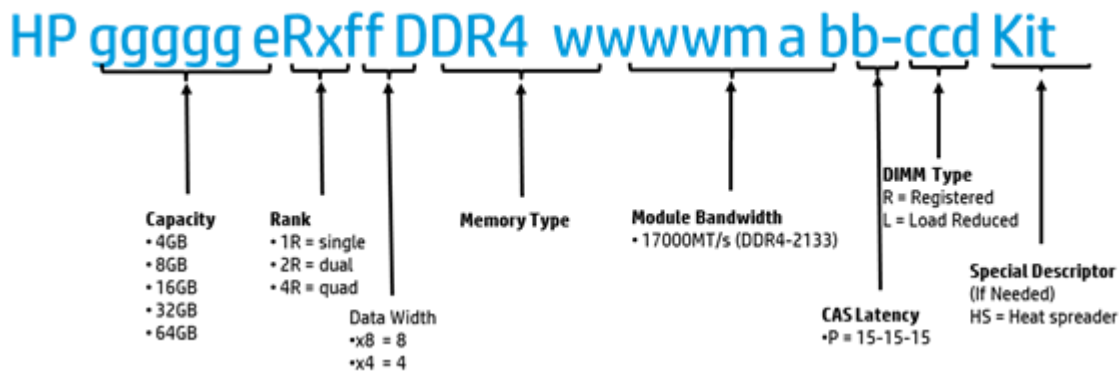 HP ggggg eRxff DDR4 wwwwm a bb-ccd Kit
Capacity
• 4GB
• 8GB
• 16GB
• 32GB
• 64GB
Rank
• 1R = single
• 2R = dual
• 4R = quad
Data Width
•x8 = 8
•x4 = 4
Memory Type
Module Bandwidth
• 17000MT/s (DDR4-2133)
CAS Latency
•P = 15-15-15
DIMM Type
R = Registered
L = Load Reduced
Special Descriptor
(If Needed)
HS = Heat spreader